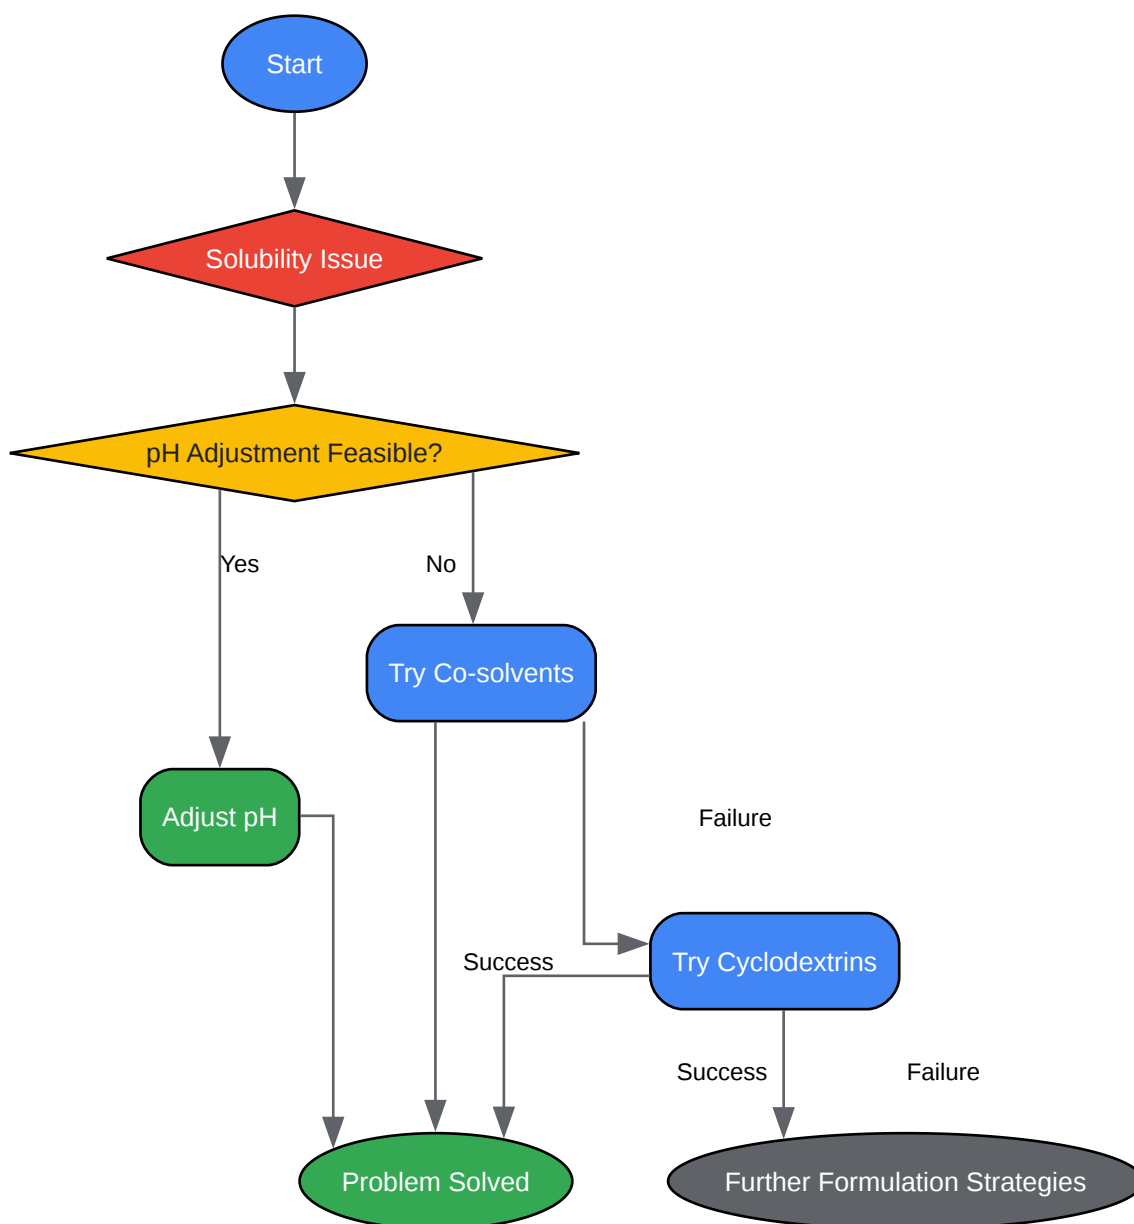 Start
Solubility Issue
pH Adjustment Feasible?
Yes
No
Try Co-solvents
Adjust pH
Failure
Success
Try Cyclodextrins
Success
Failure
Problem Solved
Further Formulation Strategies